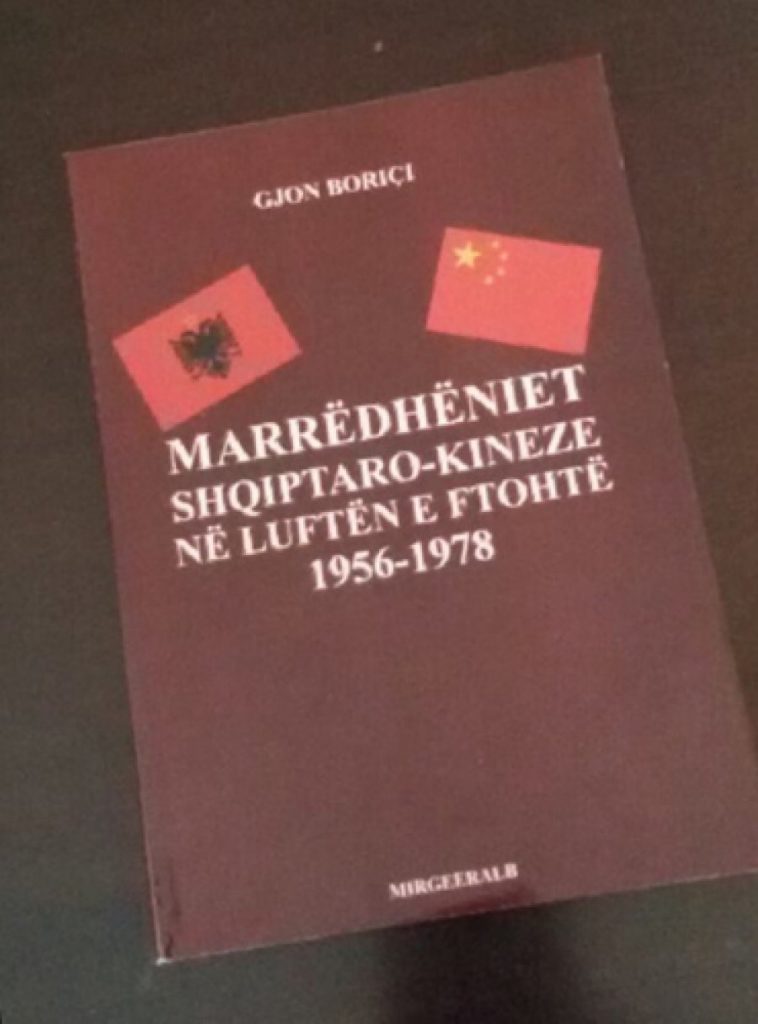 GJON BORIÇI
MARRËDHËNIET
SHQIPTARO-KINEZE
NË LUFTËN E FTOHTË
1956-1978
MIRGEERALB